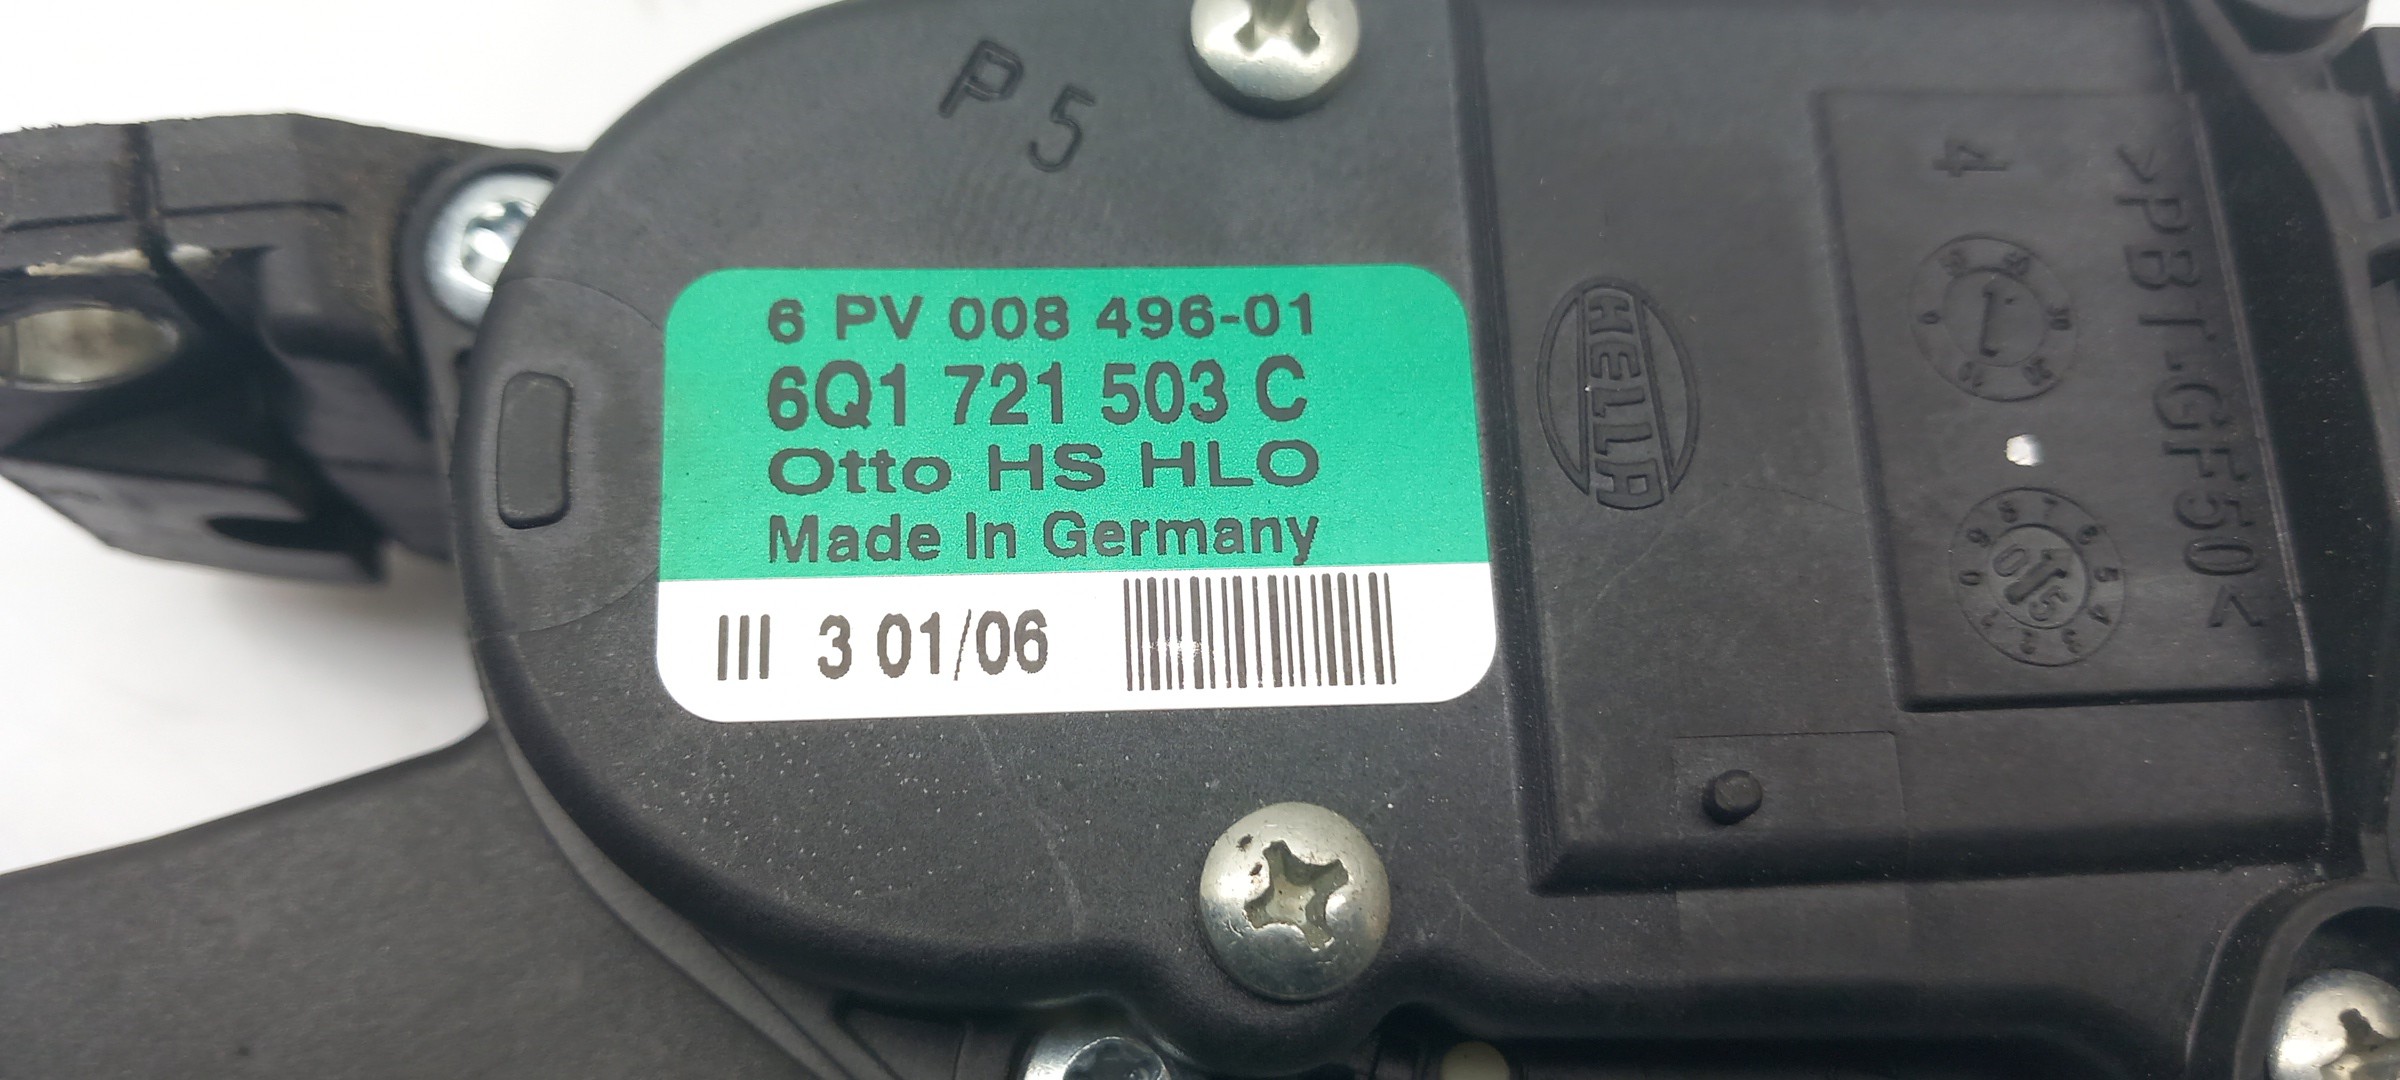 P 5
6 PV 008 496-01
6Q1 721 503 C
Otto HS HLO
Made In Germany
III 3 01/06
HELLA
4
>PBT-GF50<